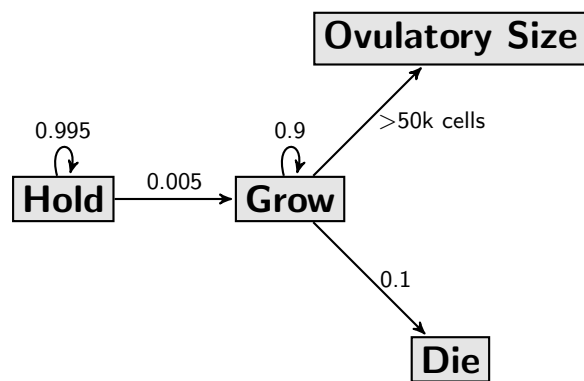 Ovulatory Size
0.995
0.9
>50k cells
Hold
0.005
Grow
0.1
Die